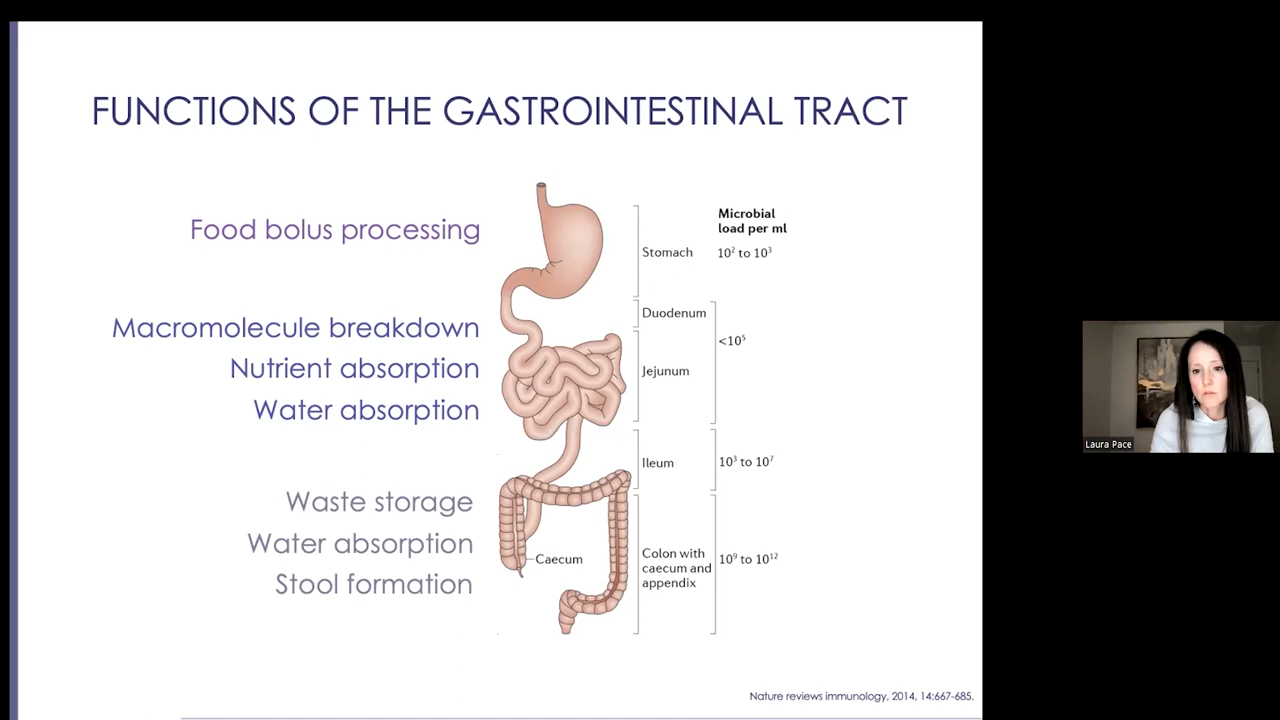 FUNCTIONS OF THE GASTROINTESTINAL TRACT
Food bolus processing
Macromolecule breakdown
Nutrient absorption
Water absorption
Waste storage
Water absorption
Stool formation
Microbial
load per ml
Stomach
10² to 10³
Duodenum
<10⁵
Jejunum
Ileum
10³ to 10⁷
Caecum
Colon with
caecum and
appendix
10⁹ to 10¹²
Nature reviews immunology, 2014, 14:667-685.
Laura Pace